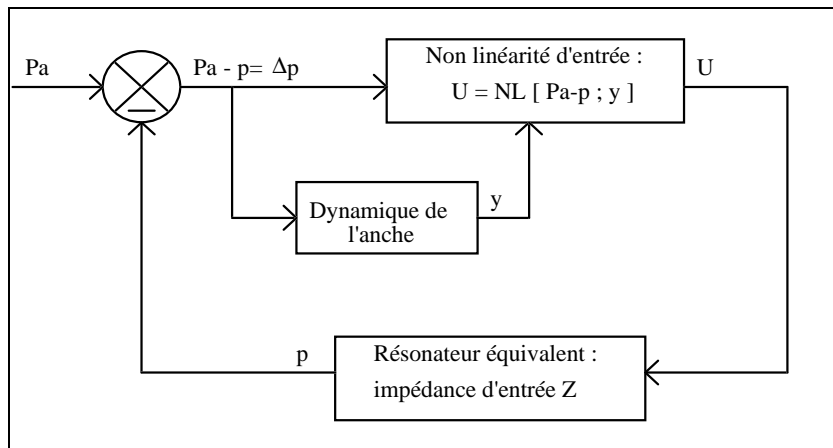 Pa
Pa - p= Δp
Non linéarité d'entrée :
U = NL [ Pa-p ; y ]
U
Dynamique de
l'anche
y
p
Résonateur équivalent :
impédance d'entrée Z